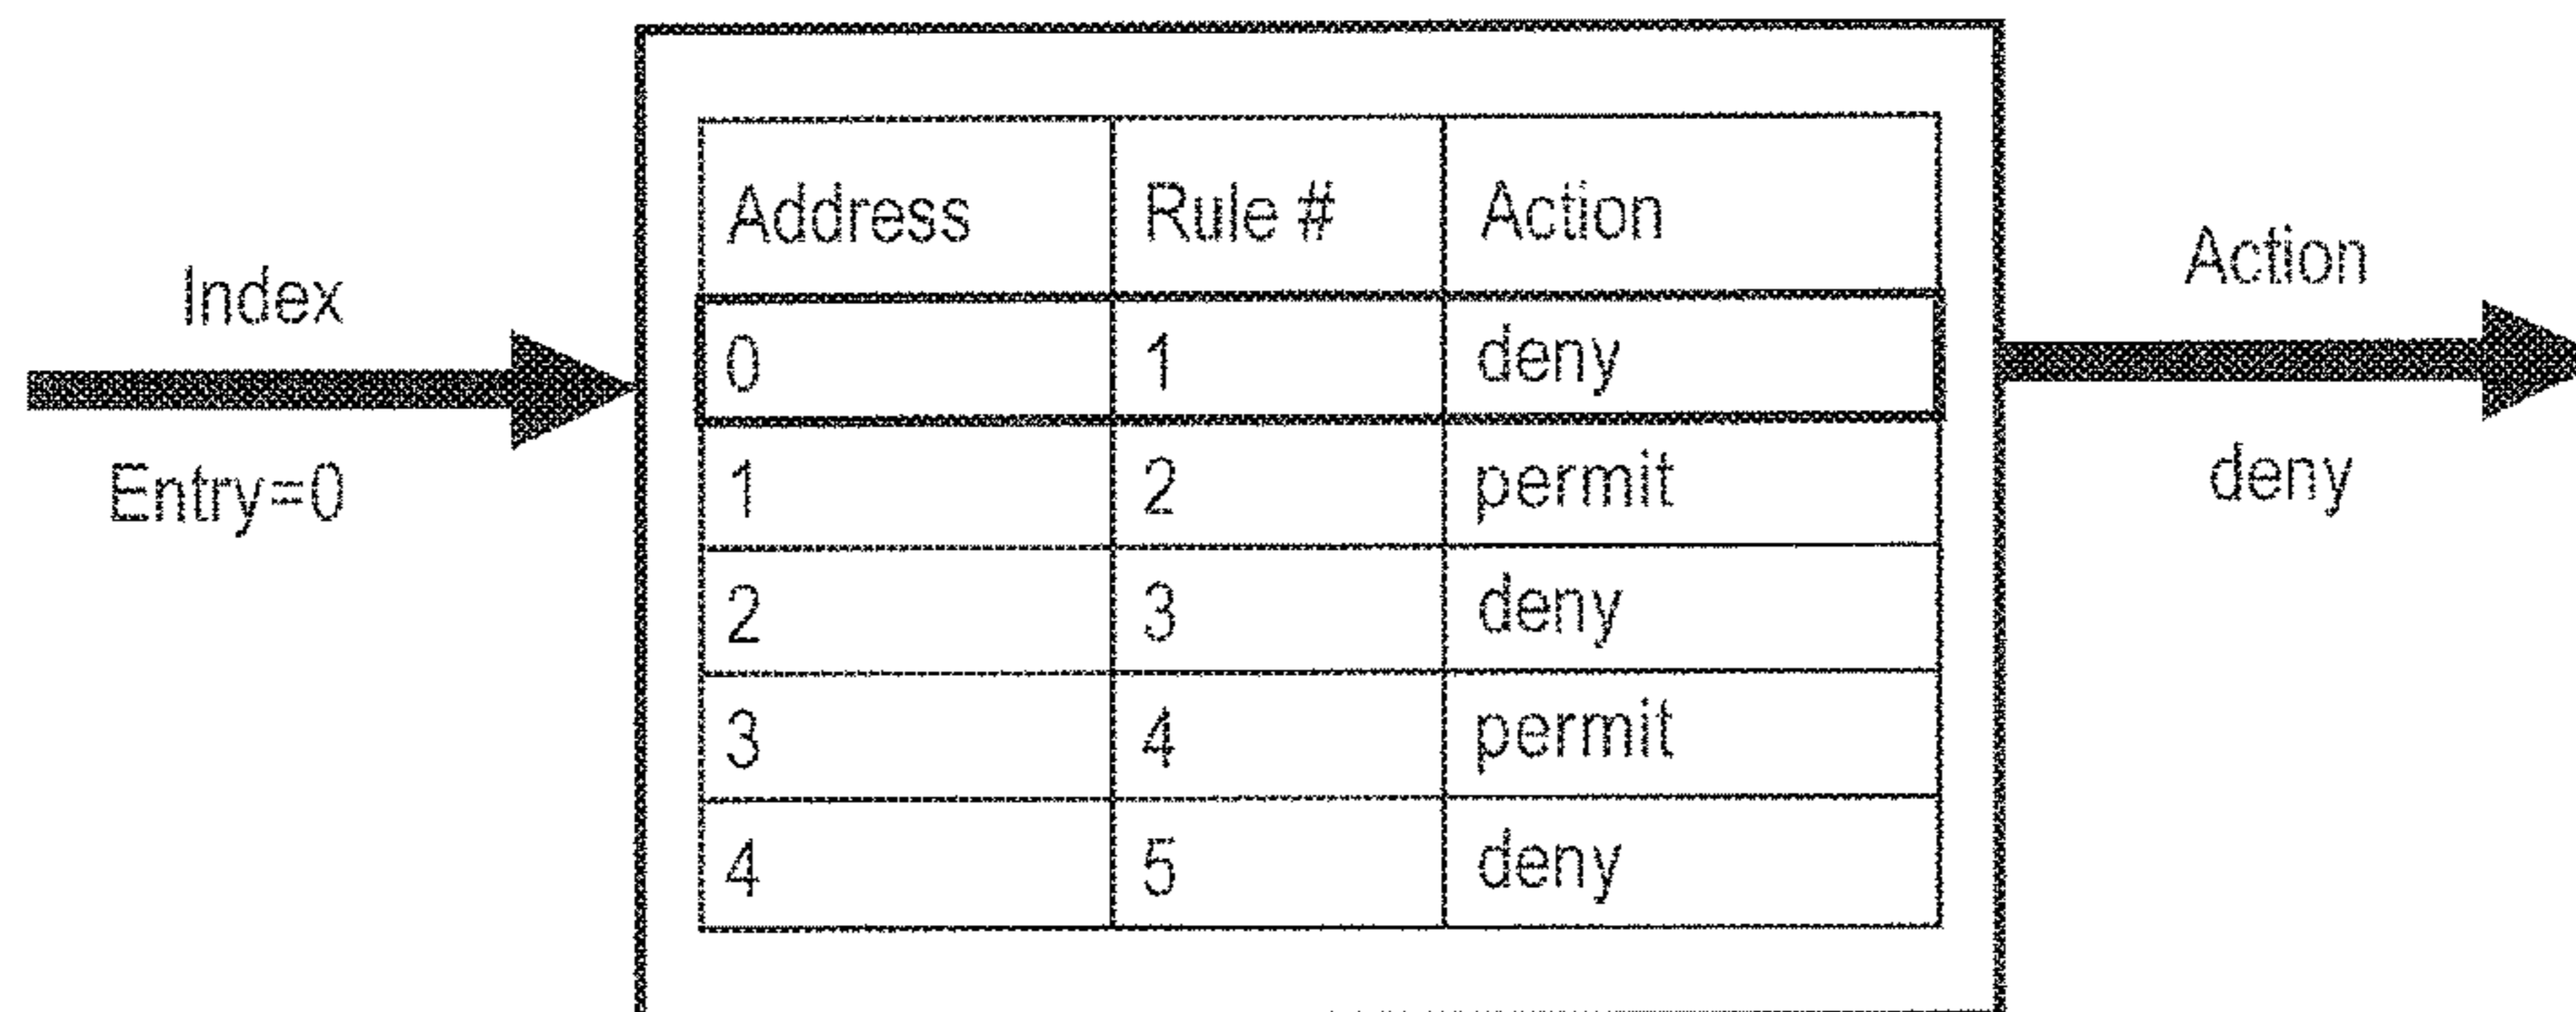 Index
Entry=0
Address Rule # Action
0 1 deny
1 2 permit
2 3 deny
3 4 permit
4 5 deny
Action
deny